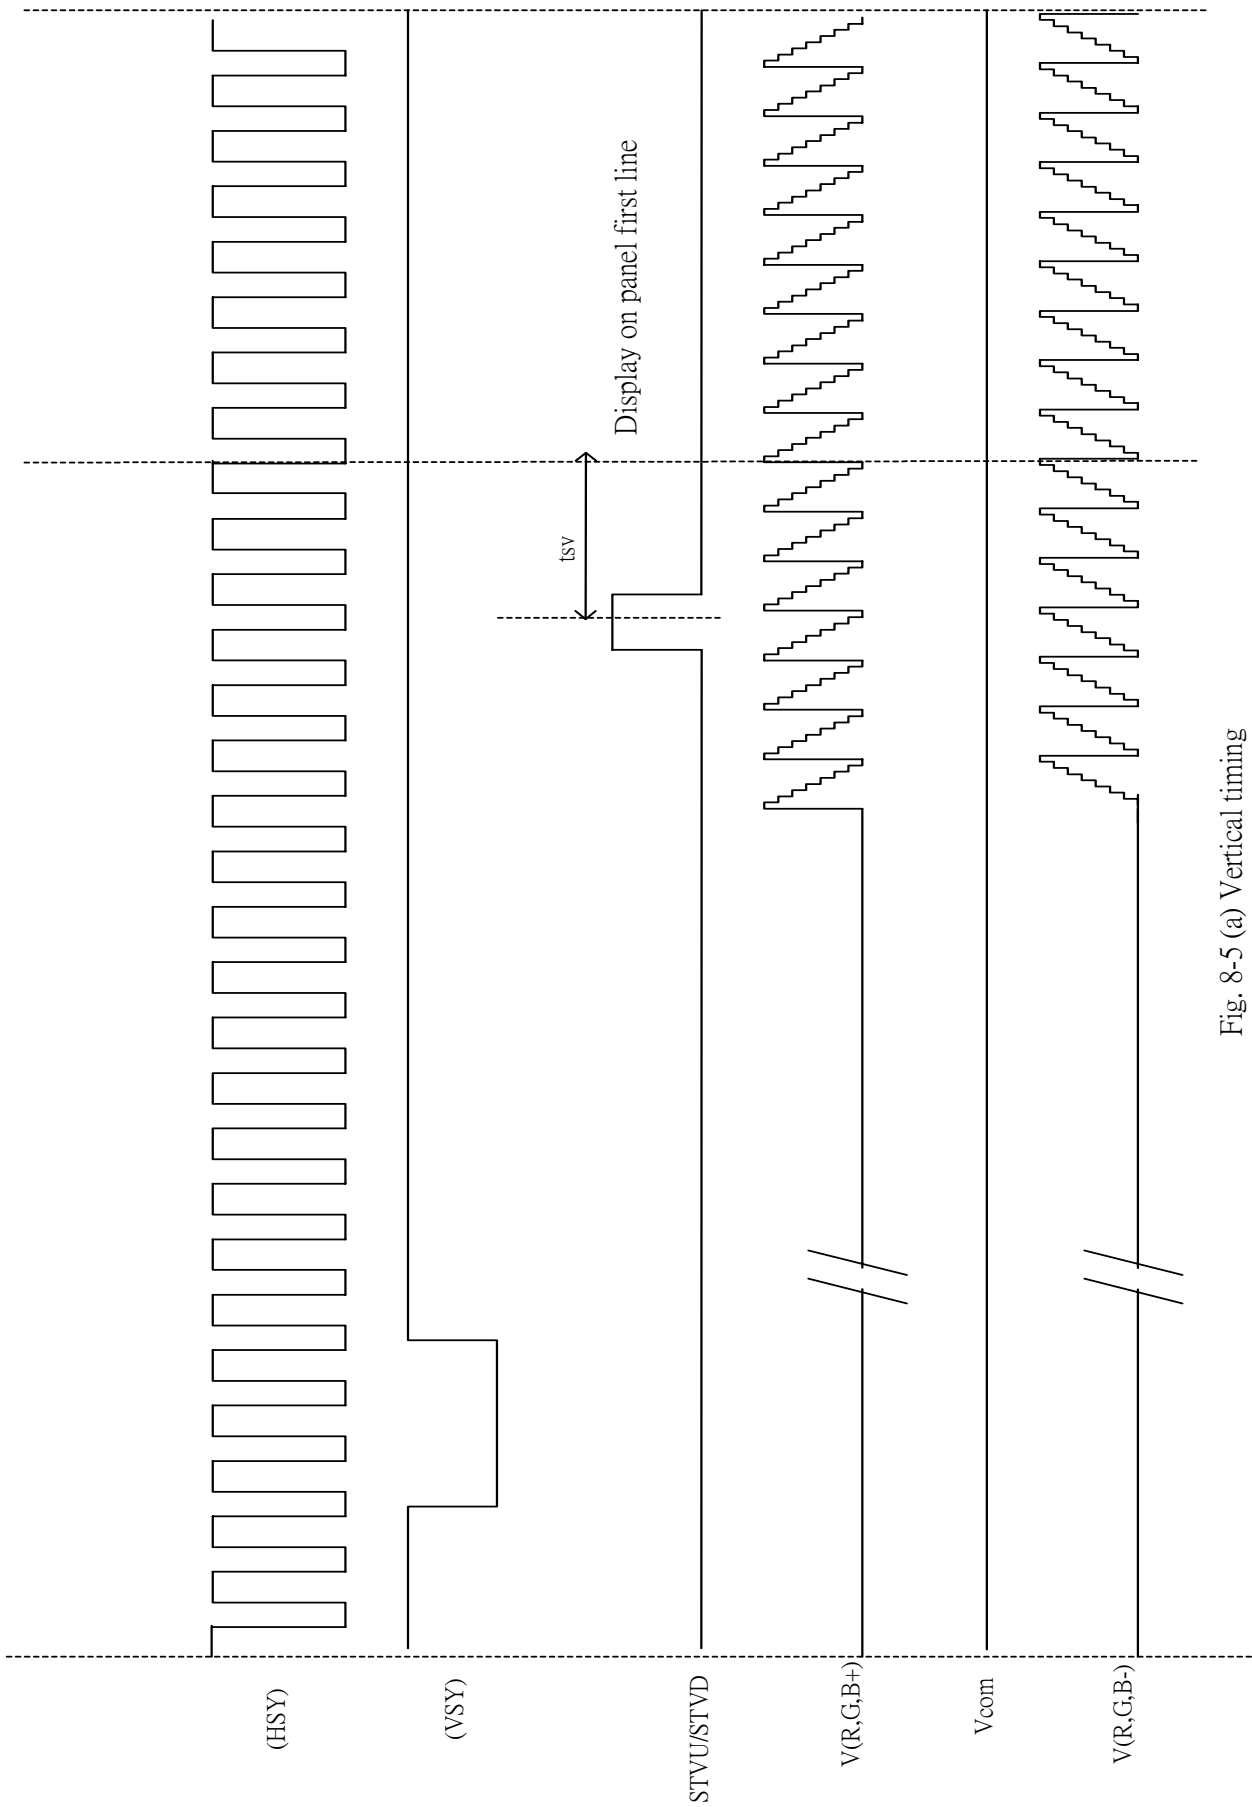 (HSY)
(VSY)
Display on panel first line
tsv
STVU/STVD
V(R,G,B+)
Vcom
V(R,G,B-)
Fig. 8-5 (a) Vertical timing